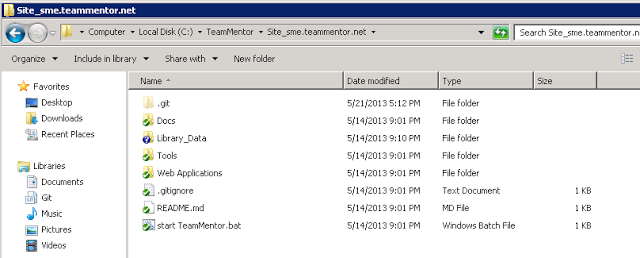 Site_sme.teammentor.net
Computer ▸ Local Disk (C:) ▸ TeamMentor ▸ Site_sme.teammentor.net ▸ Search Site_sme.teammentor.n
Organize Include in library Share with New folder
Favorites
Desktop
Downloads
Recent Places
Libraries
Documents
Git
Music
Pictures
Videos
Name Date modified Type Size
.git 5/21/2013 5:12 PM File folder
Docs 5/14/2013 9:01 PM File folder
Library_Data 5/14/2013 9:10 PM File folder
Tools 5/14/2013 9:01 PM File folder
Web Applications 5/14/2013 9:01 PM File folder
.gitignore 5/14/2013 9:01 PM Text Document 1 KB
README.md 5/14/2013 9:01 PM MD File 1 KB
start TeamMentor.bat 5/14/2013 9:01 PM Windows Batch File 1 KB